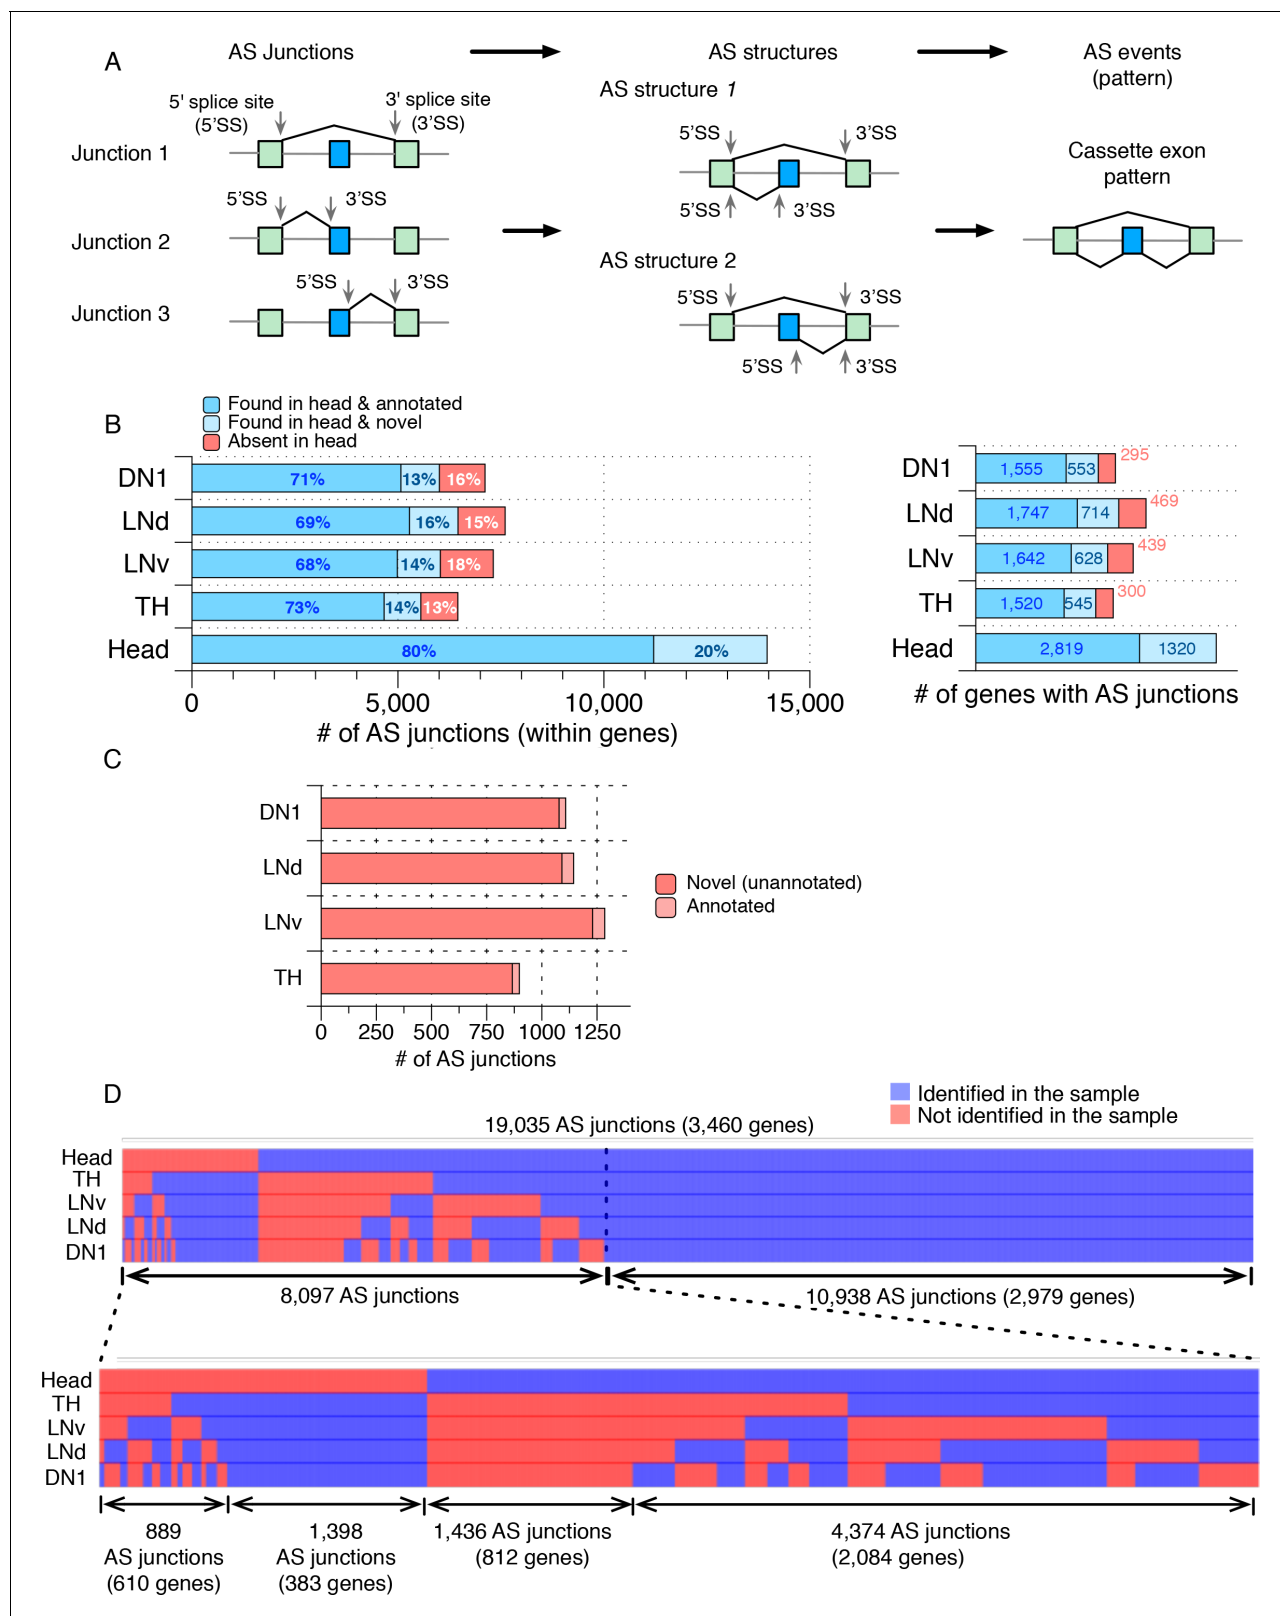 A
AS Junctions
AS structures
AS events
(pattern)
AS structure 1
5' splice site
(5'SS)
3' splice site
(3'SS)
Junction 1
5'SS
3'SS
5'SS
3'SS
Cassette exon
pattern
5'SS
3'SS
Junction 2
AS structure 2
5'SS
3'SS
Junction 3
5'SS
3'SS
5'SS
3'SS
B
Found in head & annotated
Found in head & novel
Absent in head
DN1
71%
13%
16%
LNd
69%
16%
15%
LNv
68%
14%
18%
TH
73%
14%
13%
Head
80%
20%
0
5,000
10,000
15,000
# of AS junctions (within genes)
DN1
1,555
553
295
LNd
1,747
714
469
LNv
1,642
628
439
TH
1,520
545
300
Head
2,819
1320
# of genes with AS junctions
C
DN1
LNd
LNv
TH
Novel (unannotated)
Annotated
0
250
500
750
1000
1250
# of AS junctions
D
Identified in the sample
Not identified in the sample
19,035 AS junctions (3,460 genes)
Head
TH
LNv
LNd
DN1
8,097 AS junctions
10,938 AS junctions (2,979 genes)
Head
TH
LNv
LNd
DN1
889
AS junctions
(610 genes)
1,398
AS junctions
(383 genes)
1,436 AS junctions
(812 genes)
4,374 AS junctions
(2,084 genes)